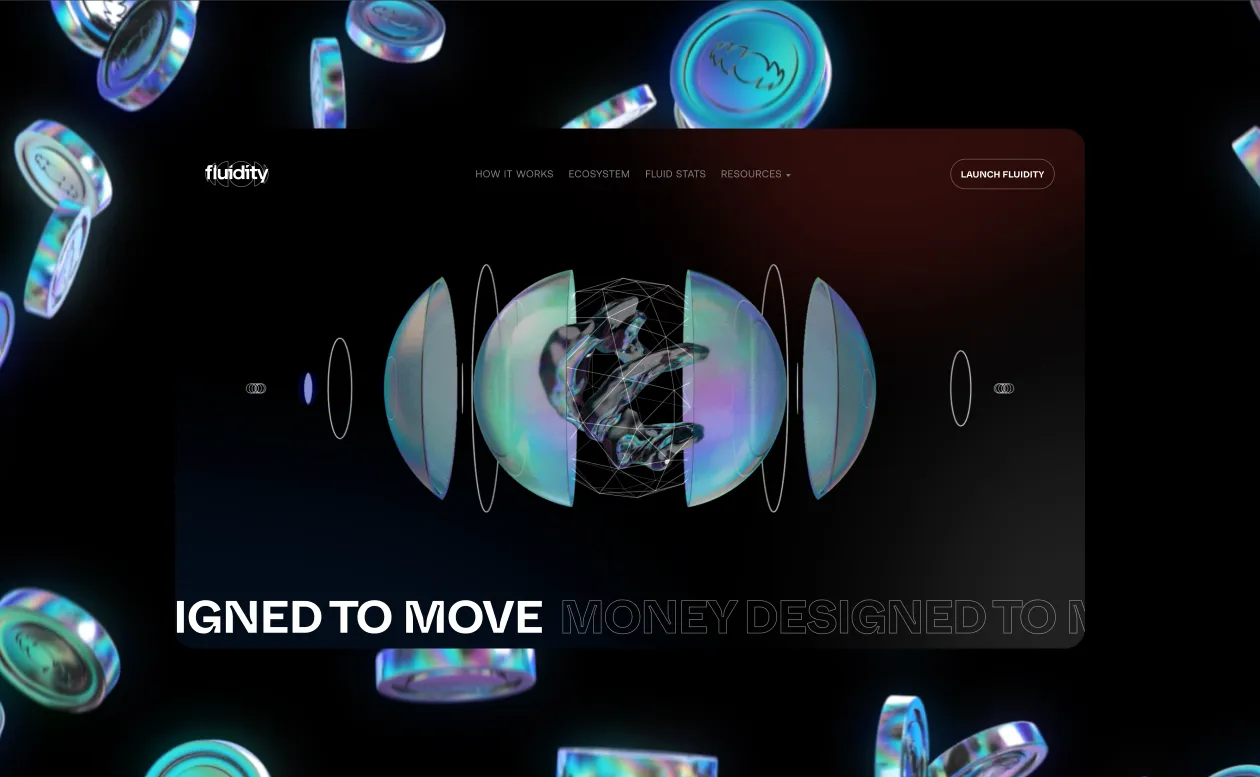 fluidity
HOW IT WORKS ECOSYSTEM FLUID STATS RESOURCES
LAUNCH FLUIDITY
IGNED TO MOVE MONEY DESIGNED TO M